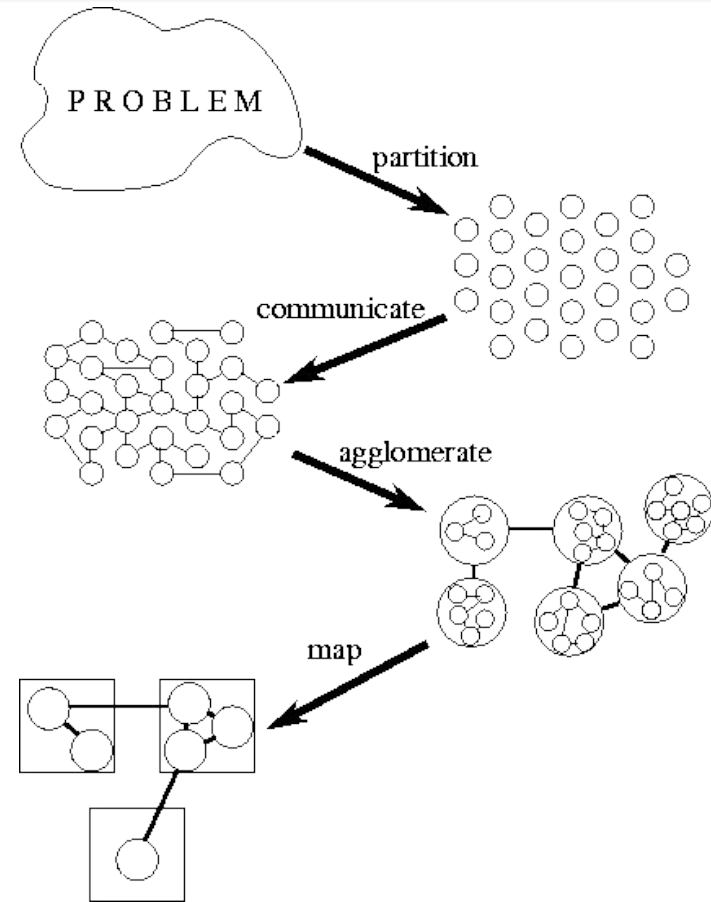 PROBLEM
partition
communicate
agglomerate
map